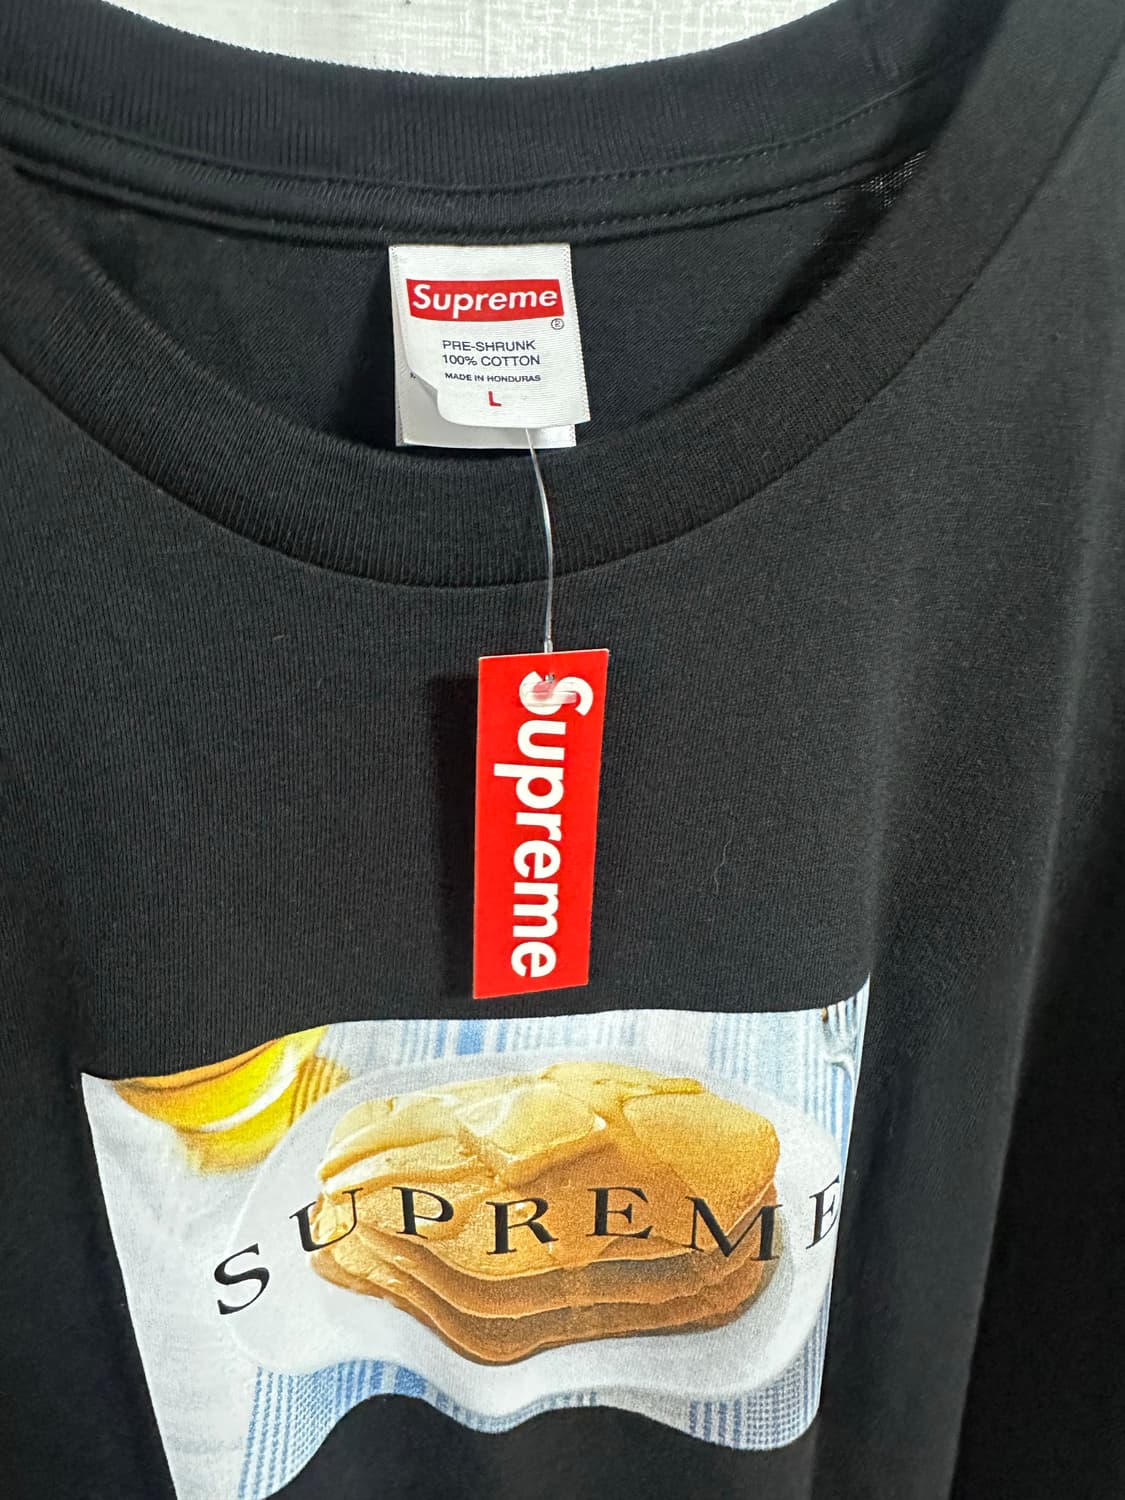 Supreme
®
PRE-SHRUNK
100% COTTON
MADE IN HONDURAS
L
Supreme
SUPREME